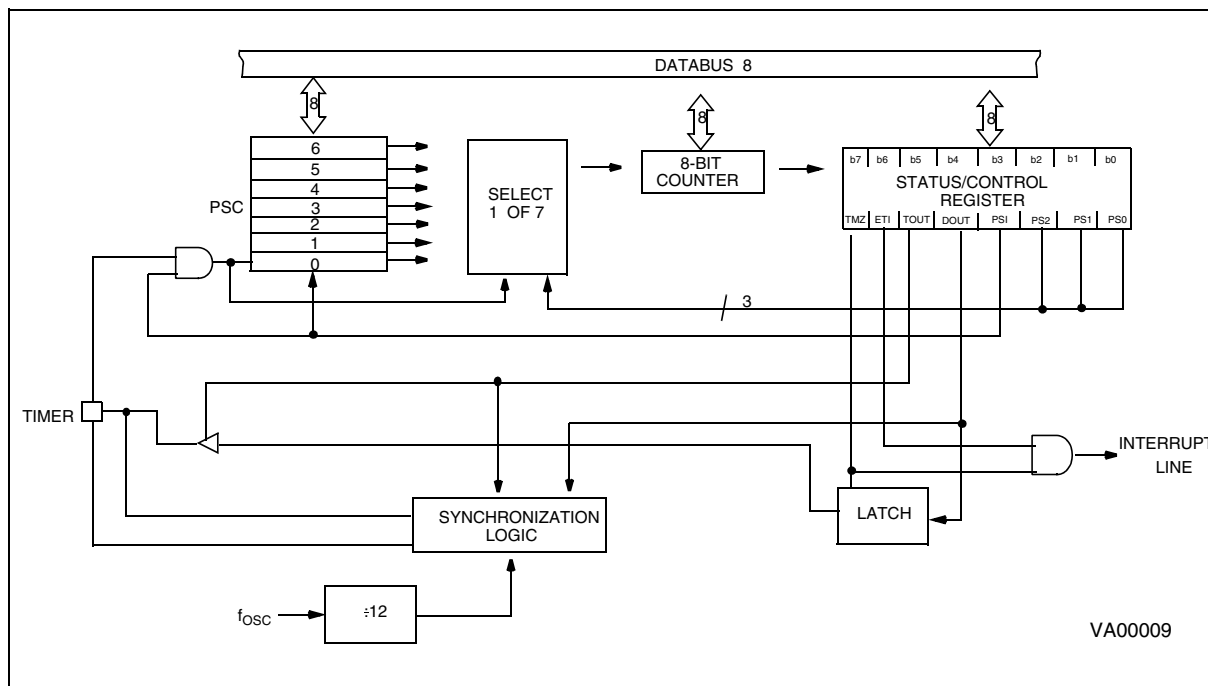 DATABUS 8
8
8
8
6
5
4
3
2
1
0
PSC
SELECT
1 OF 7
8-BIT
COUNTER
b7 b6 b5 b4 b3 b2 b1 b0
STATUS/CONTROL
REGISTER
TMZ ETI TOUT DOUT PSI PS2 PS1 PS0
3
TIMER
INTERRUPT
LINE
SYNCHRONIZATION
LOGIC
LATCH
fOSC
÷12
VA00009